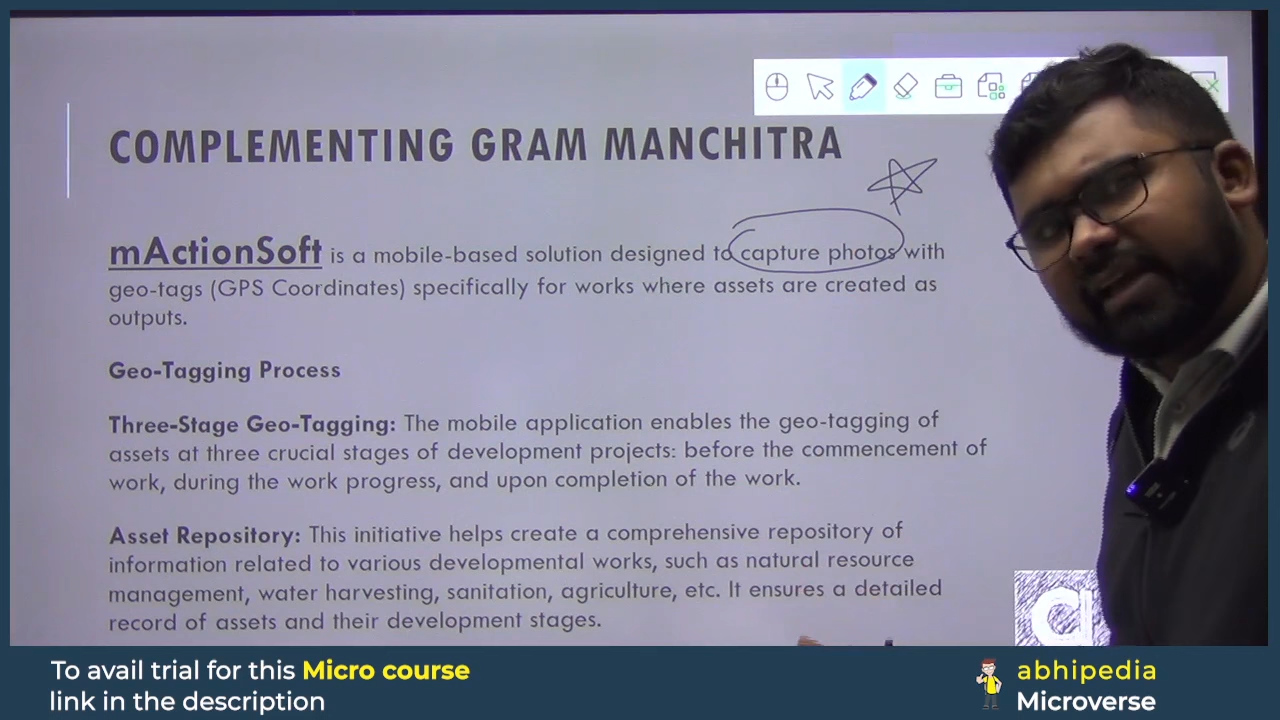 COMPLEMENTING GRAM MANCHITRA
mActionSoft is a mobile-based solution designed to capture photos with
geo-tags (GPS Coordinates) specifically for works where assets are created as
outputs.
Geo-Tagging Process
Three-Stage Geo-Tagging: The mobile application enables the geo-tagging of
assets at three crucial stages of development projects: before the commencement of
work, during the work progress, and upon completion of the work.
Asset Repository: This initiative helps create a comprehensive repository of
information related to various developmental works, such as natural resource
management, water harvesting, sanitation, agriculture, etc. It ensures a detailed
record of assets and their development stages.
a
To avail trial for this Micro course
link in the description
abhipedia
Microverse